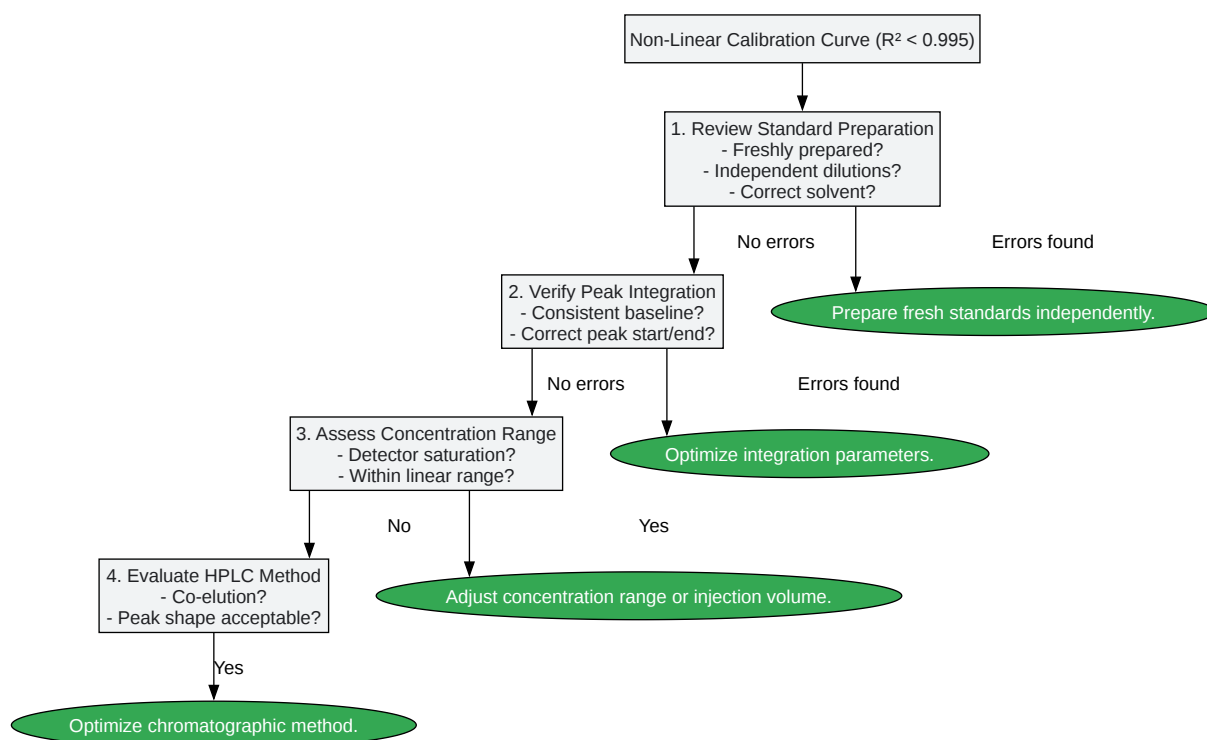 Non-Linear Calibration Curve (R² < 0.995)
1. Review Standard Preparation
- Freshly prepared?
- Independent dilutions?
- Correct solvent?
No errors
Errors found
2. Verify Peak Integration
- Consistent baseline?
- Correct peak start/end?
Prepare fresh standards independently.
No errors
Errors found
3. Assess Concentration Range
- Detector saturation?
- Within linear range?
Optimize integration parameters.
No
Yes
4. Evaluate HPLC Method
- Co-elution?
- Peak shape acceptable?
Adjust concentration range or injection volume.
Yes
Optimize chromatographic method.